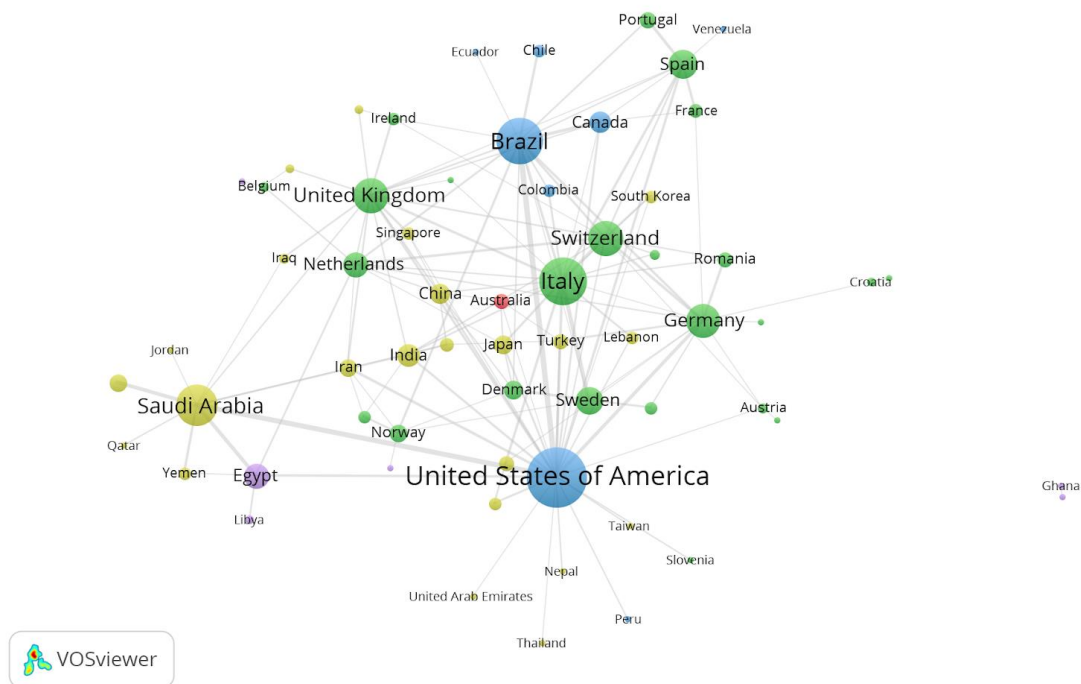 Portugal
Venezuela
Ecuador
Chile
Spain
France
Ireland
Canada
Brazil
Belgium
United Kingdom
Colombia
South Korea
Singapore
Switzerland
Iraq
Netherlands
Romania
Italy
Croatia
China
Australia
Germany
Jordan
Iran
India
Japan
Turkey
Lebanon
Denmark
Sweden
Austria
Saudi Arabia
Norway
Qatar
Yemen
Egypt
United States of America
Ghana
Libya
Taiwan
Slovenia
Nepal
United Arab Emirates
Peru
Thailand
VOSviewer